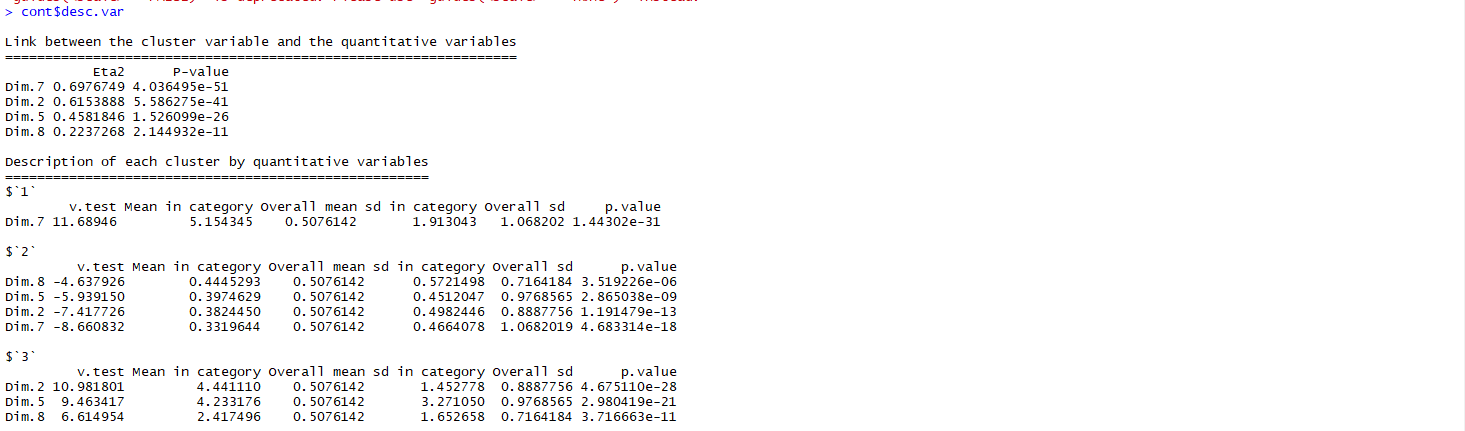 > cont$desc.var
Link between the cluster variable and the quantitative variables
================================================================
Eta2 P-value
Dim.7 0.6976749 4.036495e-51
Dim.2 0.6153888 5.586275e-41
Dim.5 0.4581846 1.526099e-26
Dim.8 0.2237268 2.144932e-11
Description of each cluster by quantitative variables
=====================================================
$`1`
v.test Mean in category Overall mean sd in category Overall sd p.value
Dim.7 11.68946 5.154345 0.5076142 1.913043 1.068202 1.44302e-31
$`2`
v.test Mean in category Overall mean sd in category Overall sd p.value
Dim.8 -4.637926 0.4445293 0.5076142 0.5721498 0.7164184 3.519226e-06
Dim.5 -5.939150 0.3974629 0.5076142 0.4512047 0.9768565 2.865038e-09
Dim.2 -7.417726 0.3824450 0.5076142 0.4982446 0.8887756 1.191479e-13
Dim.7 -8.660832 0.3319644 0.5076142 0.4664078 1.0682019 4.683314e-18
$`3`
v.test Mean in category Overall mean sd in category Overall sd p.value
Dim.2 10.981801 4.441110 0.5076142 1.452778 0.8887756 4.675110e-28
Dim.5 9.463417 4.233176 0.5076142 3.271050 0.9768565 2.980419e-21
Dim.8 6.614954 2.417496 0.5076142 1.652658 0.7164184 3.716663e-11